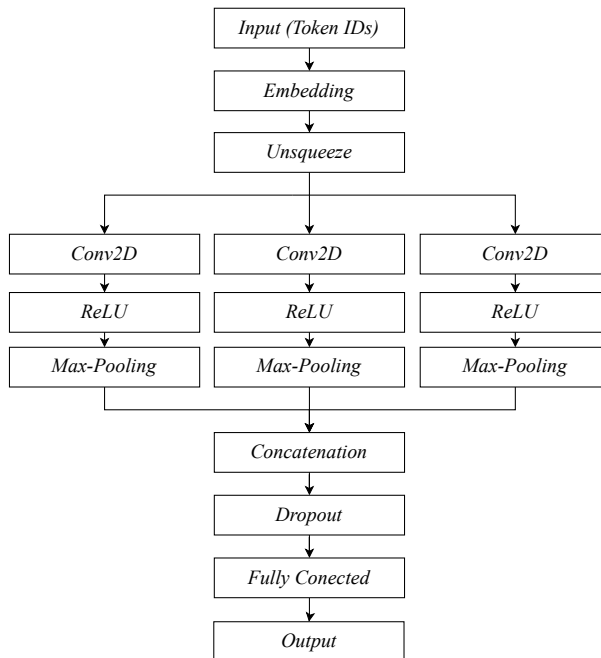 Input (Token IDs)
Embedding
Unsqueeze
Conv2D
Conv2D
Conv2D
ReLU
ReLU
ReLU
Max-Pooling
Max-Pooling
Max-Pooling
Concatenation
Dropout
Fully Conected
Output